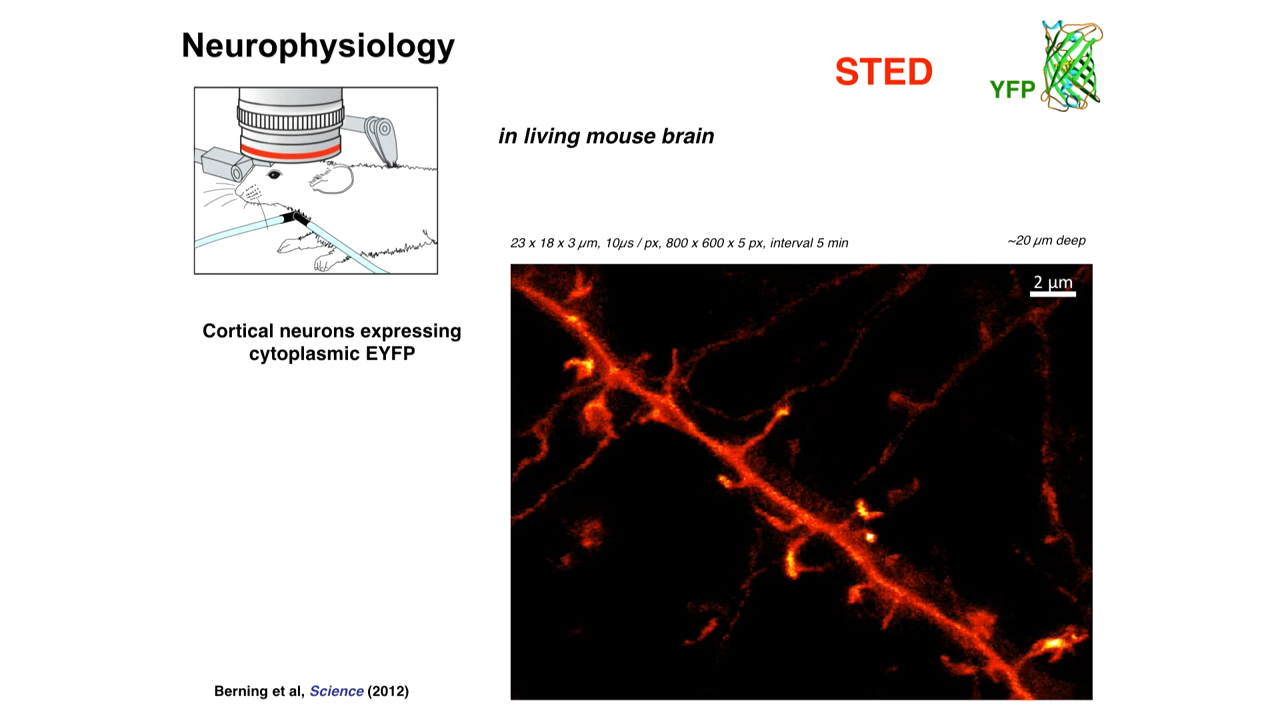 Neurophysiology
STED
YFP
in living mouse brain
23 x 18 x 3 µm, 10µs / px, 800 x 600 x 5 px, interval 5 min
~20 µm deep
2 µm
Cortical neurons expressing
cytoplasmic EYFP
Berning et al, Science (2012)